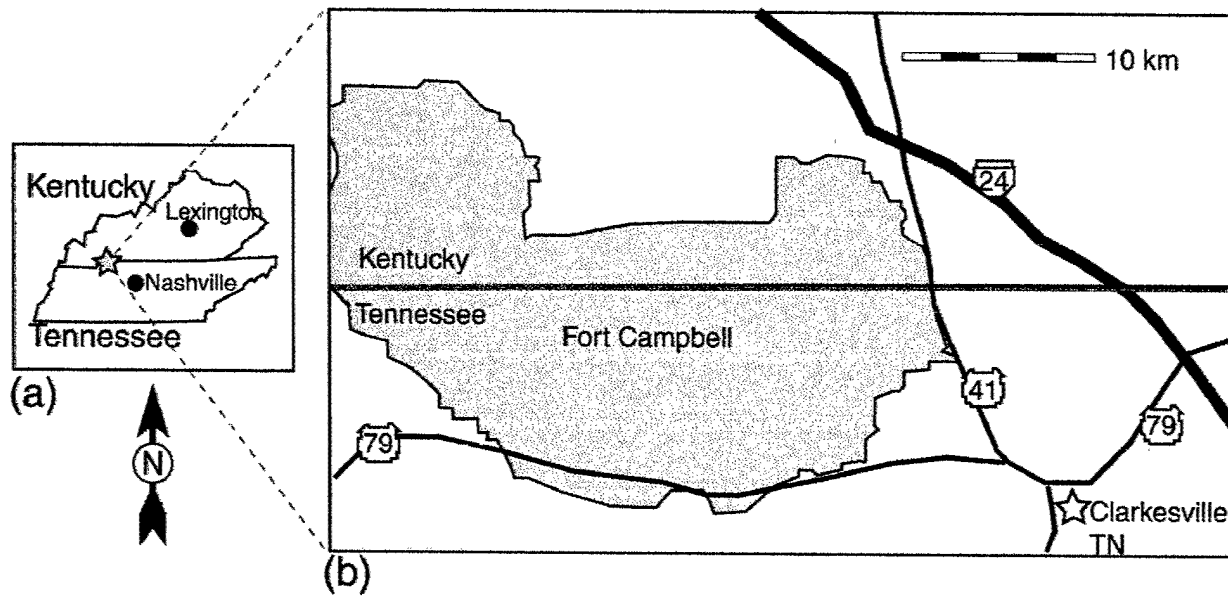 Kentucky
Lexington
Nashville
Tennessee
(a)
N
10 km
24
Kentucky
Tennessee
Fort Campbell
41
79
79
Clarkesville
TN
(b)